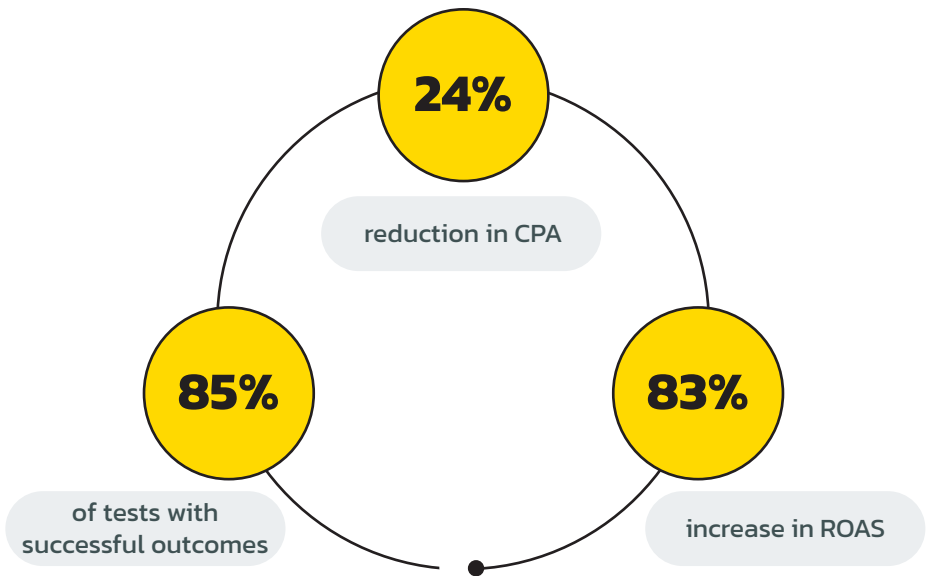 24%
reduction in CPA
85%
of tests with
successful outcomes
83%
increase in ROAS